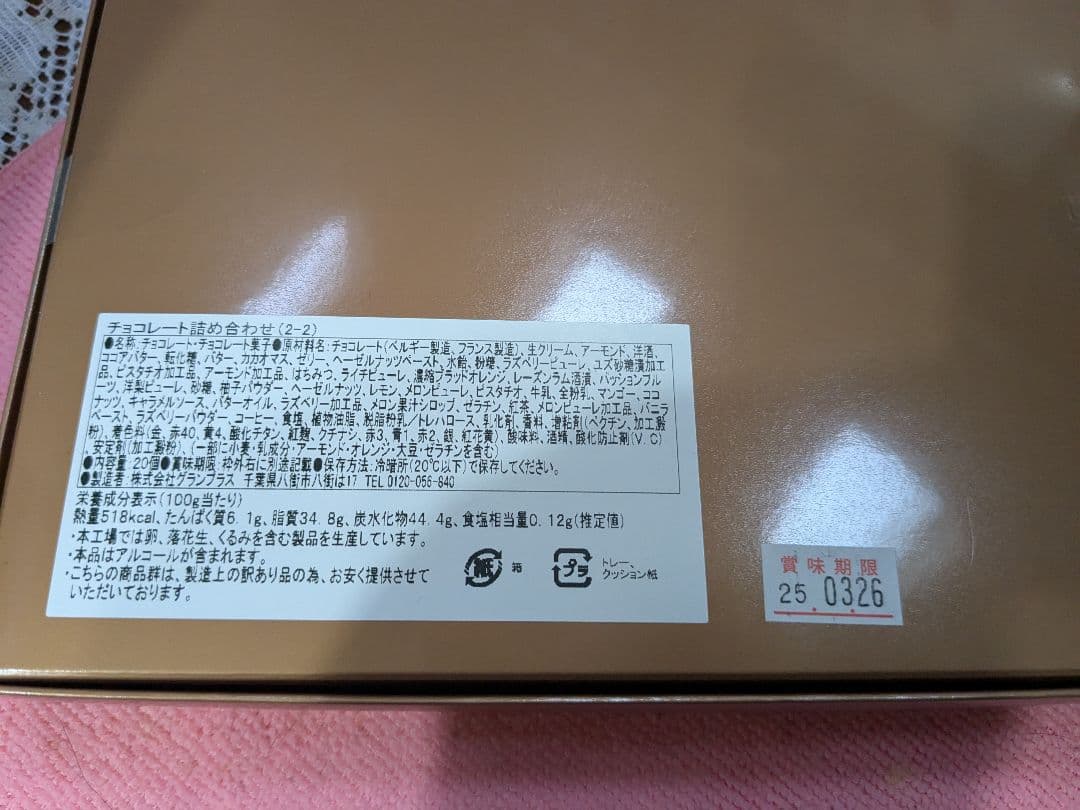 チョコレート詰め合わせ(2-2)
●名称:チョコレート・チョコレート菓子●原材料名:チョコレート(ベルギー製造、フランス製造)、生クリーム、アーモンド、洋酒、
ココアバター、転化糖、バター、カカオマス、ゼリー、ヘーゼルナッツペースト、水飴、粉糖、ラズベリーピューレ、ユズ砂糖漬加工
品、ピスタチオ加工品、アーモンド加工品、はちみつ、ライチピューレ、濃縮ブラッドオレンジ、レーズンラム酒漬、パッションフルー
ツ、洋梨ピューレ、砂糖、柚子パウダー、ヘーゼルナッツ、レモン、メロンピューレ、ピスタチオ、牛乳、全粉乳、マンゴー、ココ
ナッツ、キャラメルソース、バターオイル、ラズベリー加工品、メロン果汁シロップ、ゼラチン、紅茶、メロンピューレ加工品、バニラ
ペースト、ラズベリーパウダー、コーヒー、食塩、植物油脂、脱脂粉乳/トレハロース、乳化剤、香料、増粘剤(ペクチン、加工澱
粉)、着色料(金、赤40、黄4、酸化チタン、紅麹、クチナシ、赤3、青1、赤2、銀、紅花黄)、酸味料、酒精、酸化防止剤(V.C)
安定剤(加工澱粉)、(一部に小麦・乳成分・アーモンド・オレンジ・大豆・ゼラチンを含む)
●内容量:20個●賞味期限:枠外右に別途記載●保存方法:冷暗所(20℃以下)で保存してください。
●製造者:株式会社グランプラス 千葉県八街市八街は17 TEL 0120-056-840
栄養成分表示(100g当たり)
熱量518kcal、たんぱく質6.1g、脂質34.8g、炭水化物44.4g、食塩相当量0.12g(推定値)
・本工場では卵、落花生、くるみを含む製品を生産しています。
・本品はアルコールが含まれます。
・こちらの商品群は、製造上の訳あり品の為、お安く提供させて
いただいております。
紙 箱
プラ トレー、
クッション紙
賞味期限
25.03.26